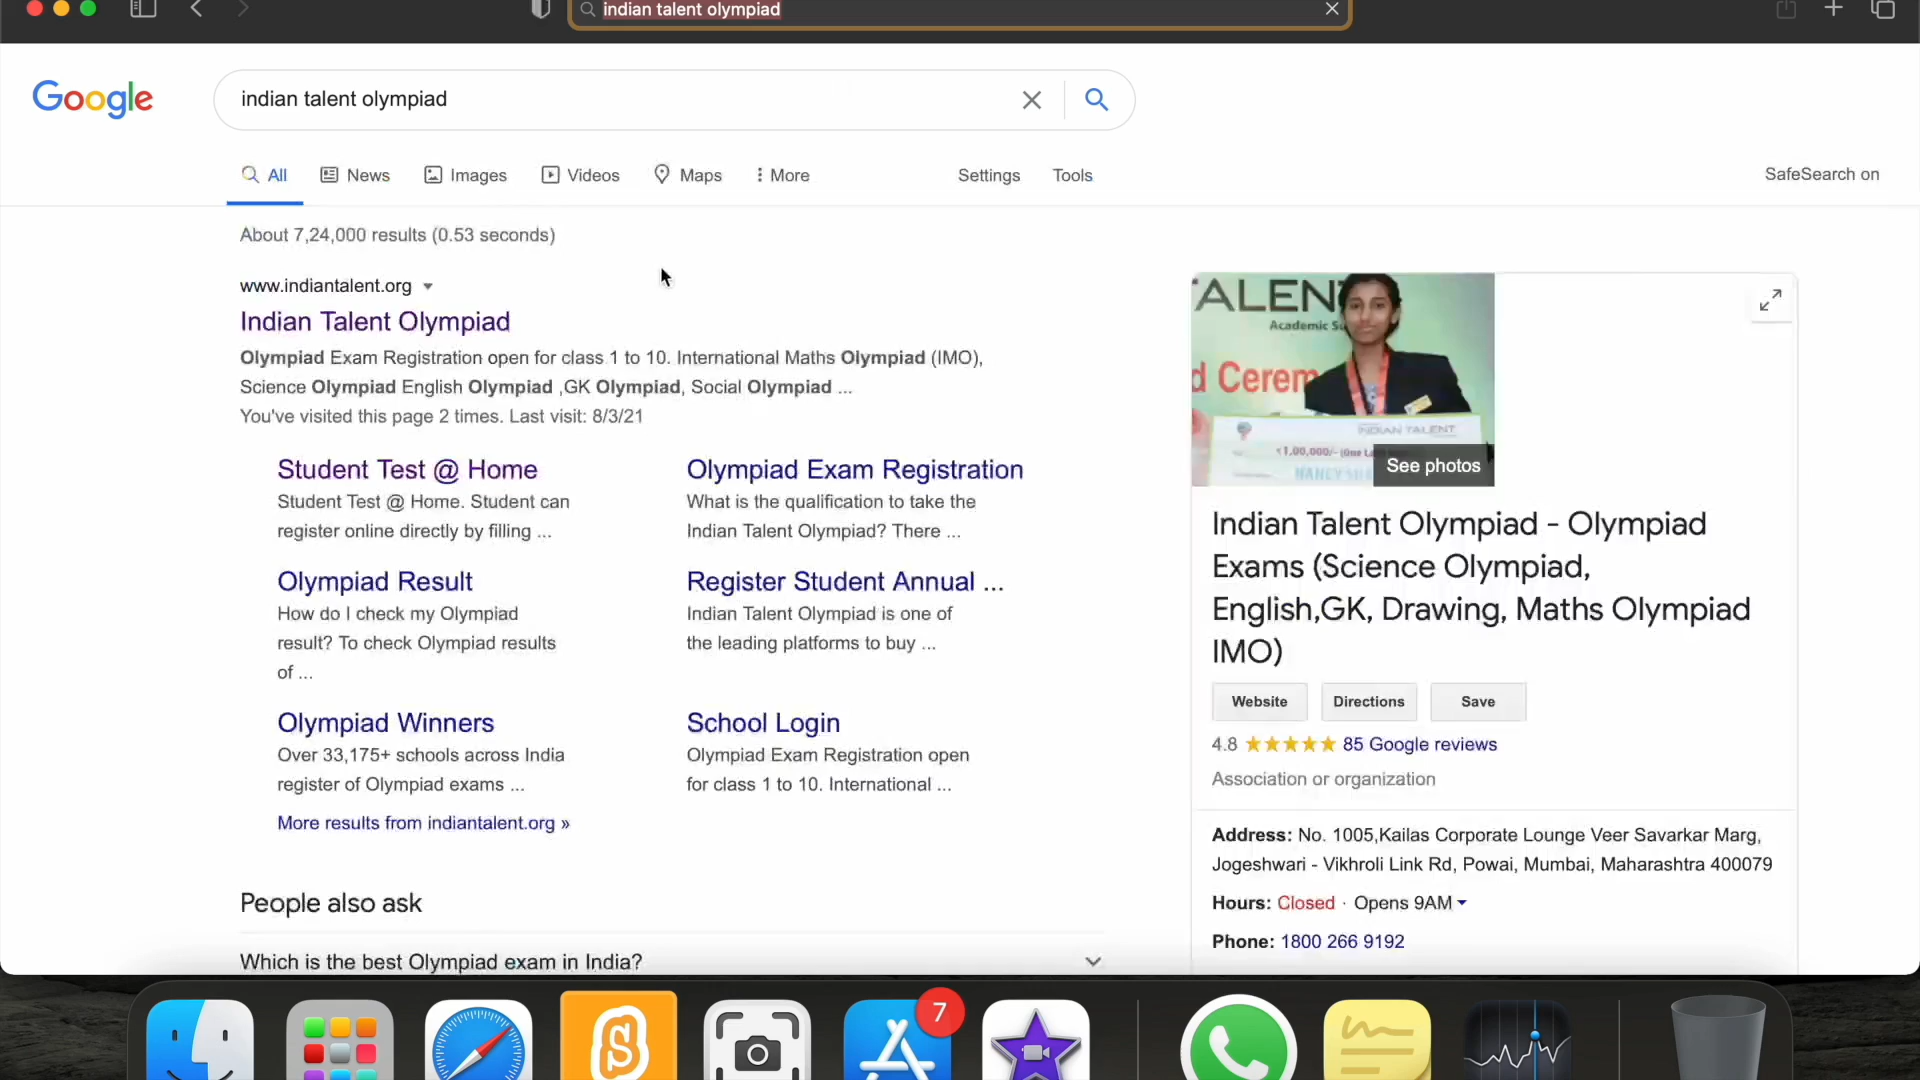 indian talent olympiad
Google
indian talent olympiad
All News Images Videos Maps More Settings Tools SafeSearch on
About 7,24,000 results (0.53 seconds)
www.indiantalent.org
Indian Talent Olympiad
Olympiad Exam Registration open for class 1 to 10. International Maths Olympiad (IMO),
Science Olympiad English Olympiad ,GK Olympiad, Social Olympiad ...
You've visited this page 2 times. Last visit: 8/3/21
Student Test @ Home
Student Test @ Home. Student can
register online directly by filling ...
Olympiad Exam Registration
What is the qualification to take the
Indian Talent Olympiad? There ...
Olympiad Result
How do I check my Olympiad
result? To check Olympiad results
of ...
Register Student Annual ...
Indian Talent Olympiad is one of
the leading platforms to buy ...
Olympiad Winners
Over 33,175+ schools across India
register of Olympiad exams ...
School Login
Olympiad Exam Registration open
for class 1 to 10. International ...
More results from indiantalent.org »
People also ask
Which is the best Olympiad exam in India?
TALENT
Academic
d Cerem
INDIAN TALENT
1,00,000/-
See photos
Indian Talent Olympiad - Olympiad
Exams (Science Olympiad,
English,GK, Drawing, Maths Olympiad
IMO)
Website Directions Save
4.8 85 Google reviews
Association or organization
Address: No. 1005,Kailas Corporate Lounge Veer Savarkar Marg,
Jogeshwari - Vikhroli Link Rd, Powai, Mumbai, Maharashtra 400079
Hours: Closed · Opens 9AM
Phone: 1800 266 9192
7